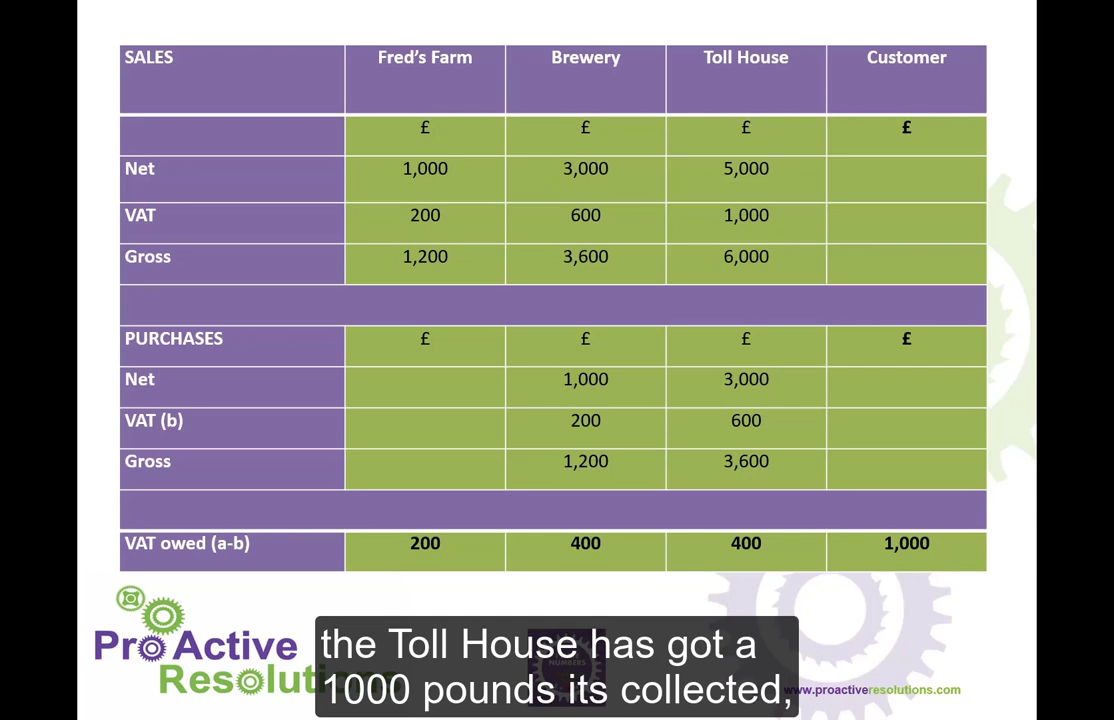 SALES Fred's Farm Brewery Toll House Customer
£ £ £ £
Net 1,000 3,000 5,000
VAT 200 600 1,000
Gross 1,200 3,600 6,000
PURCHASES £ £ £ £
Net 1,000 3,000
VAT (b) 200 600
Gross 1,200 3,600
VAT owed (a-b) 200 400 400 1,000
ProActive
Resolutions
NUMBERS
the Toll House has got a
1000 pounds its collected,
www.proactiveresolutions.com